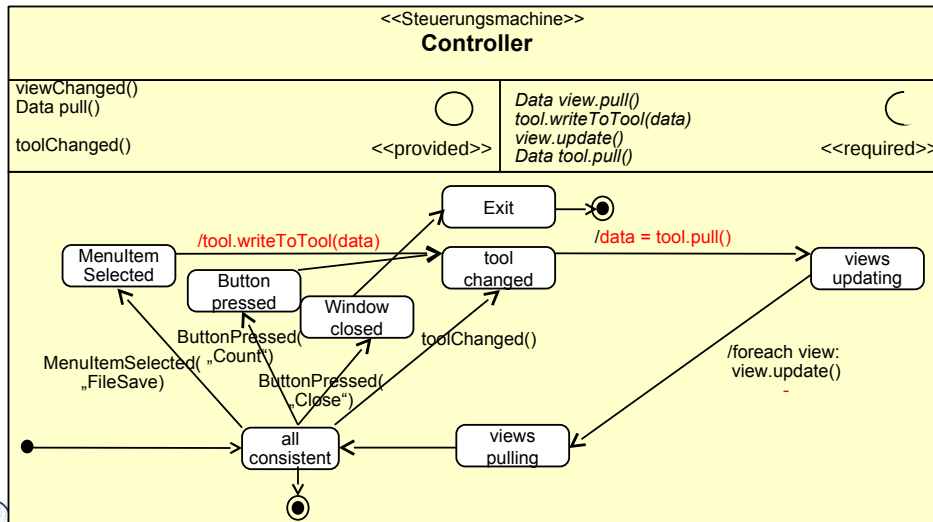 <<Steuerungsmachine>>
Controller
viewChanged()
Data pull()
toolChanged()
<<provided>>
Data view.pull()
tool.writeToTool(data)
view.update()
Data tool.pull()
<<required>>
Exit
/tool.writeToTool(data)
/data = tool.pull()
MenuItem
Selected
Button
pressed
Window
closed
tool
changed
views
updating
ButtonPressed(
„Count“)
toolChanged()
MenuItemSelected(
„FileSave)
ButtonPressed(
„Close“)
/foreach view:
view.update()
-
all
consistent
views
pulling